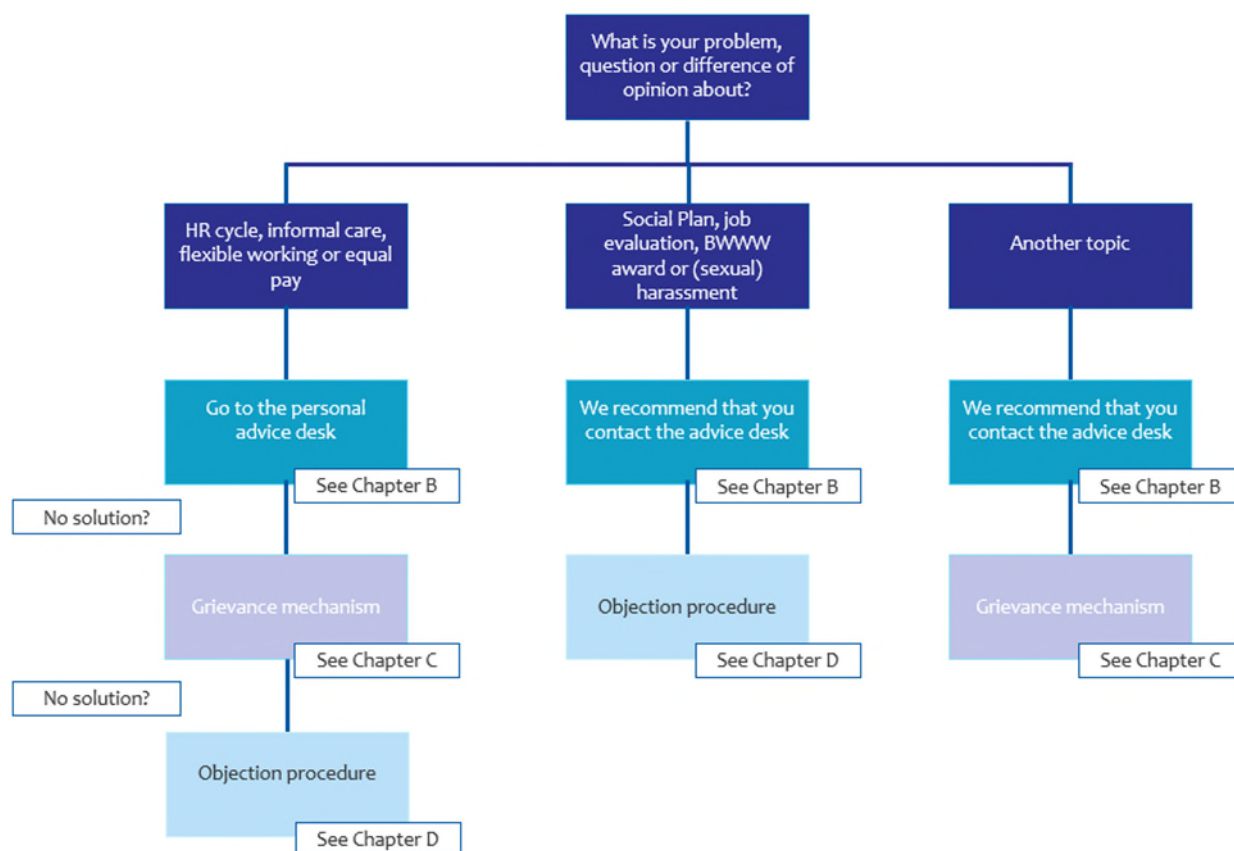 What is your problem,
question or difference of
opinion about?
HR cycle, informal care,
flexible working or equal
pay
Social Plan, job
evaluation, BWWW
award or (sexual)
harassment
Another topic
Go to the personal
advice desk
See Chapter B
We recommend that you
contact the advice desk
See Chapter B
We recommend that you
contact the advice desk
See Chapter B
No solution?
Grievance mechanism
See Chapter C
Objection procedure
See Chapter D
Grievance mechanism
See Chapter C
No solution?
Objection procedure
See Chapter D